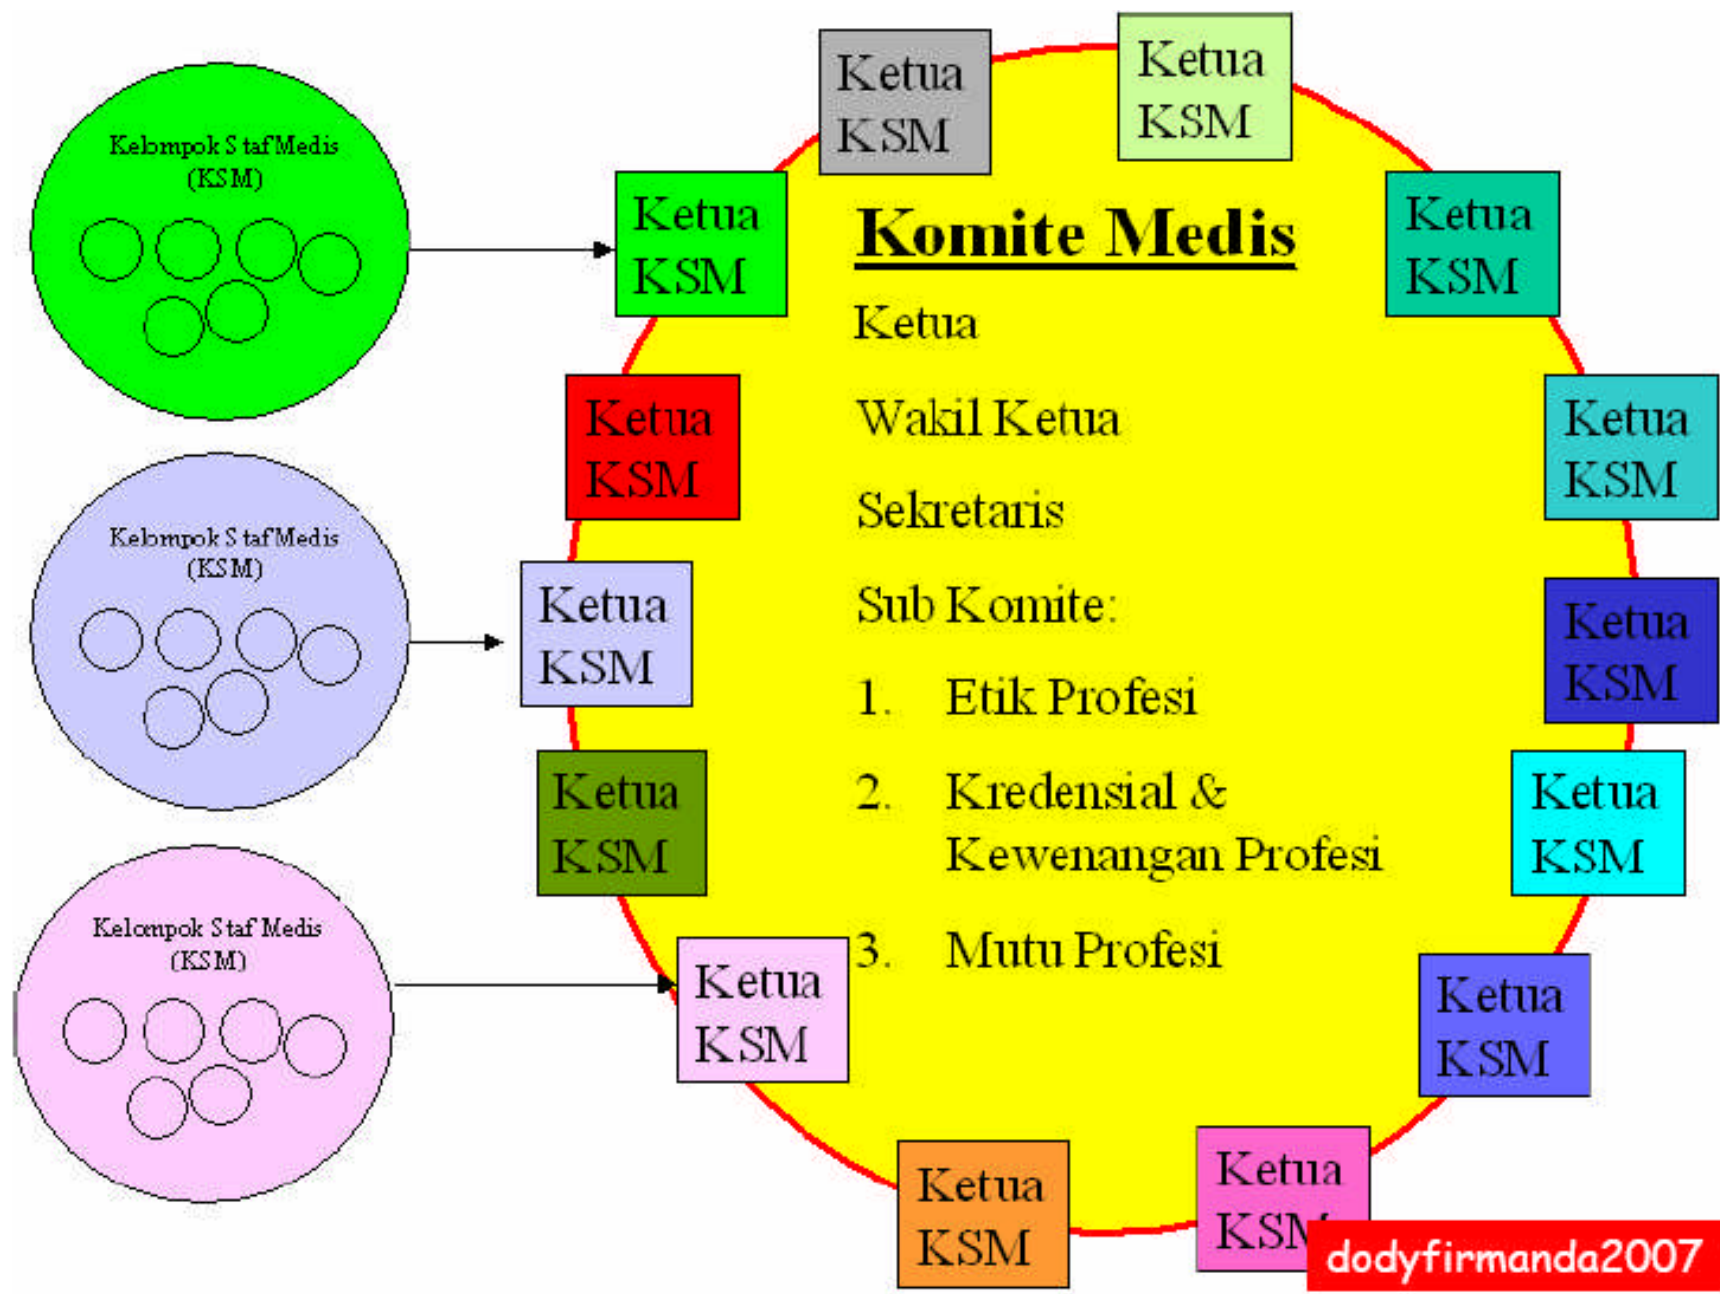 Kelompok Staf Medis
(KSM)
Kelompok Staf Medis
(KSM)
Kelompok Staf Medis
(KSM)
Ketua
KSM
Ketua
KSM
Ketua
KSM
Ketua
KSM
Ketua
KSM
Ketua
KSM
Ketua
KSM
Ketua
KSM
Ketua
KSM
Ketua
KSM
Ketua
KSM
Ketua
KSM
Ketua
KSM
Ketua
KSM
Komite Medis
Ketua
Wakil Ketua
Sekretaris
Sub Komite:
1. Etik Profesi
2. Kredensial &
Kewenangan Profesi
3. Mutu Profesi
dodyfirmanda2007